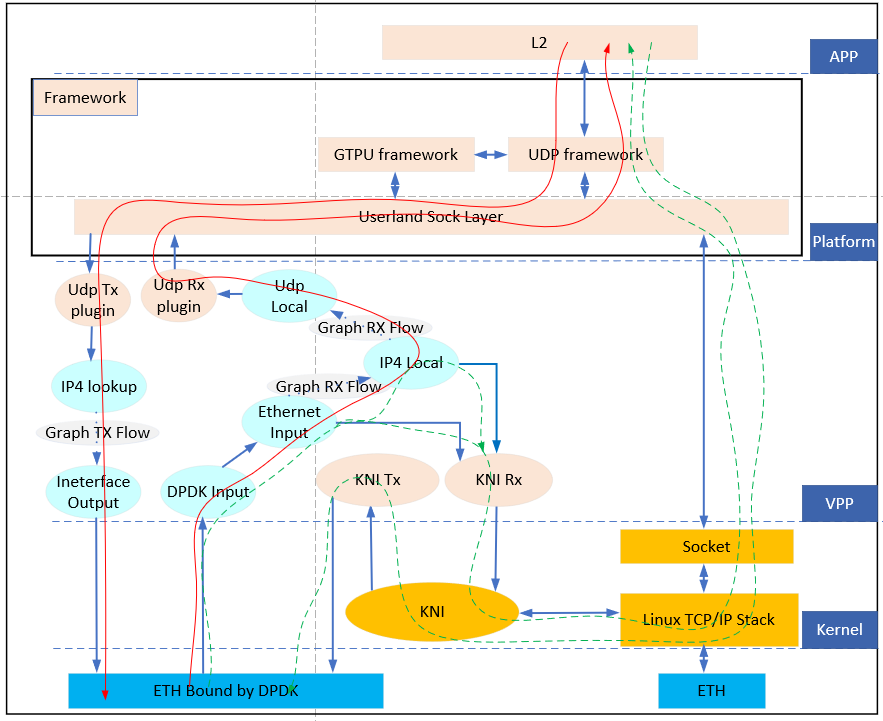 L2
APP
Framework
GTPU framework
UDP framework
Userland Sock Layer
Platform
Udp Tx
plugin
Udp Rx
plugin
Udp
Local
Graph RX Flow
IP4 Local
IP4 lookup
Graph RX Flow
Ethernet
Input
Graph TX Flow
Ineterface
Output
DPDK Input
KNI Tx
KNI Rx
VPP
Socket
KNI
Linux TCP/IP Stack
Kernel
ETH Bound by DPDK
ETH